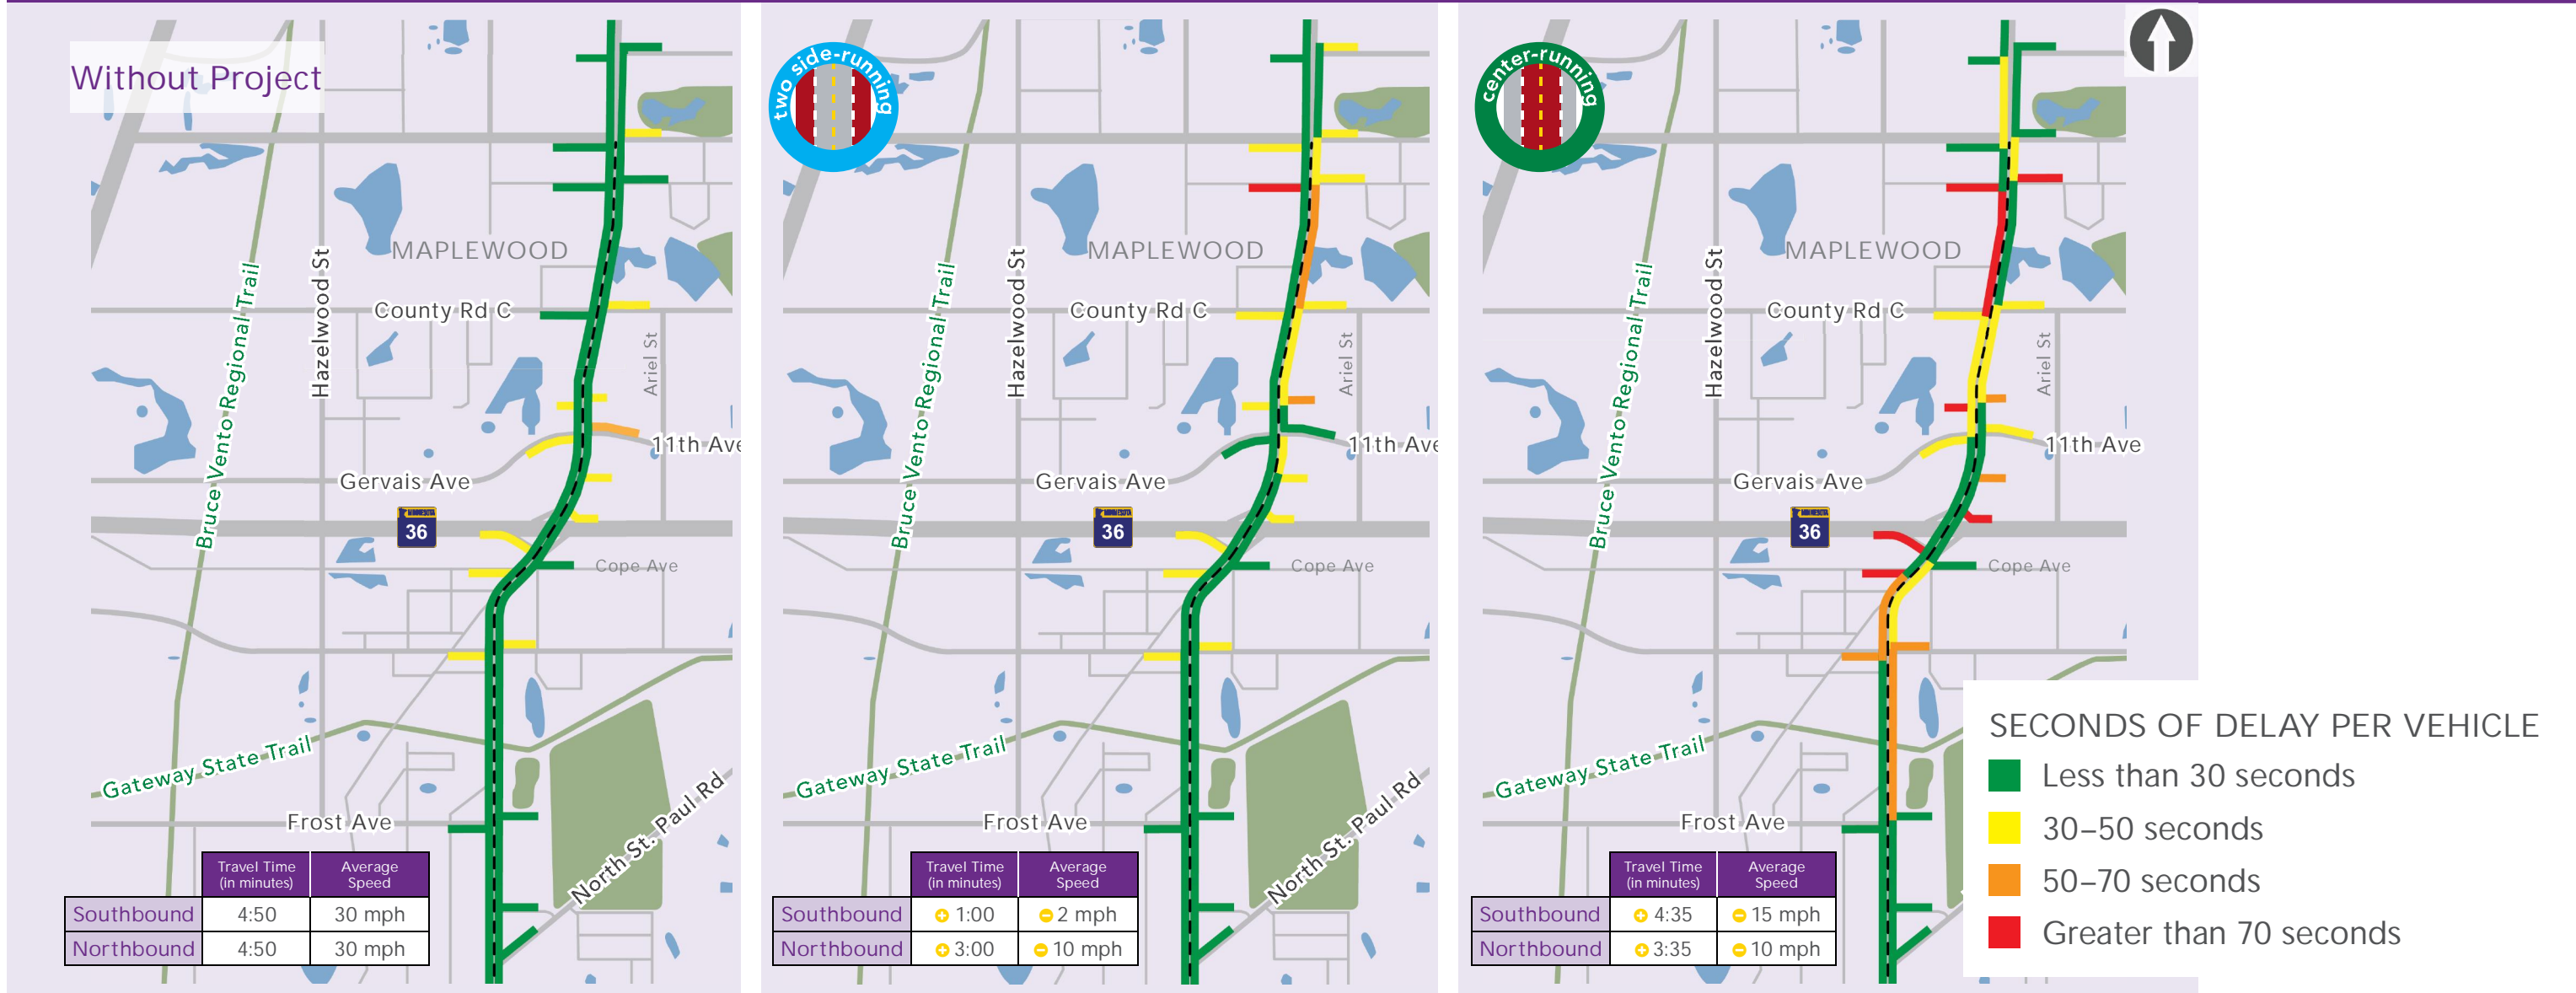 Without Project
MAPLEWOOD
Bruce Vento Regional Trail
Hazelwood St
County Rd C
Ariel St
11th Ave
Gervais Ave
MINNESOTA
36
Cope Ave
Gateway State Trail
Frost Ave
North St. Paul Rd
Travel Time (in minutes) Average Speed
Southbound 4:50 30 mph
Northbound 4:50 30 mph
two side-running
MAPLEWOOD
Bruce Vento Regional Trail
Hazelwood St
County Rd C
Ariel St
11th Ave
Gervais Ave
MINNESOTA
36
Cope Ave
Gateway State Trail
Frost Ave
North St. Paul Rd
Travel Time (in minutes) Average Speed
Southbound + 1:00 − 2 mph
Northbound + 3:00 − 10 mph
center-running
MAPLEWOOD
Bruce Vento Regional Trail
Hazelwood St
County Rd C
Ariel St
11th Ave
Gervais Ave
MINNESOTA
36
Cope Ave
Gateway State Trail
Frost Ave
Travel Time (in minutes) Average Speed
Southbound + 4:35 − 15 mph
Northbound + 3:35 − 10 mph
SECONDS OF DELAY PER VEHICLE
Less than 30 seconds
30–50 seconds
50–70 seconds
Greater than 70 seconds